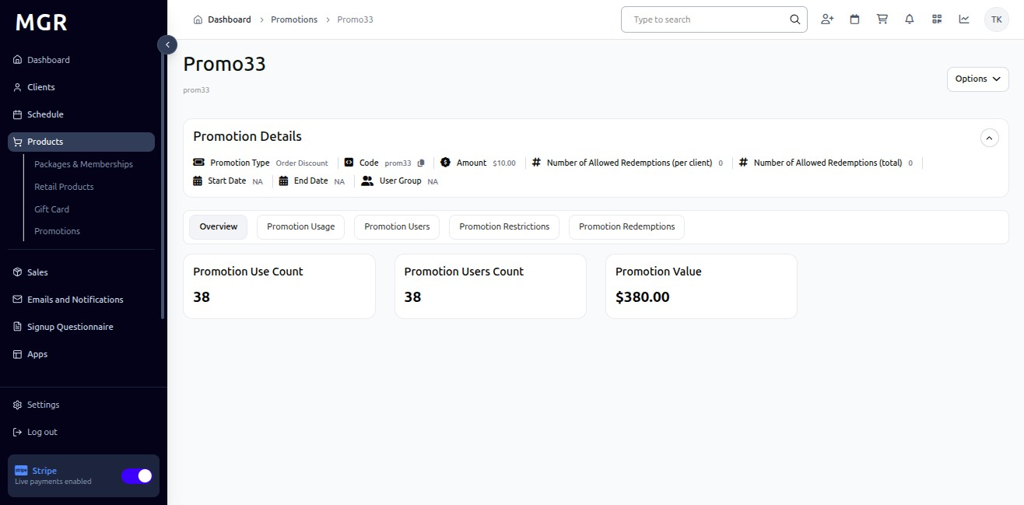 MGR
Dashboard
Clients
Schedule
Products
Packages & Memberships
Retail Products
Gift Card
Promotions
Sales
Emails and Notifications
Signup Questionnaire
Apps
Settings
Log out
Stripe
Live payments enabled
Dashboard Promotions Promo33
Type to search
TK
Promo33
prom33
Options
Promotion Details
Promotion Type Order Discount Code prom33 Amount $10.00 # Number of Allowed Redemptions (per client) 0 # Number of Allowed Redemptions (total) 0
Start Date NA End Date NA User Group NA
Overview Promotion Usage Promotion Users Promotion Restrictions Promotion Redemptions
Promotion Use Count Promotion Users Count Promotion Value
38 38 $380.00